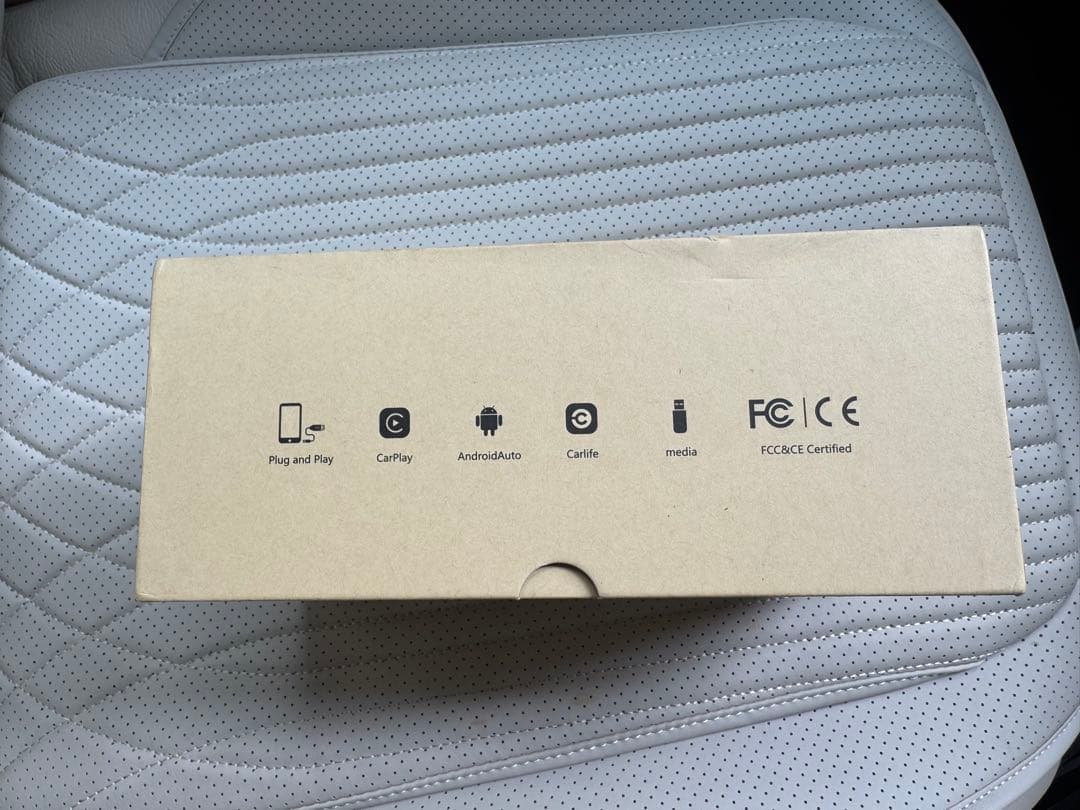 FC | CE
Plug and Play
CarPlay
AndroidAuto
Carlife
media
FCC&CE Certified